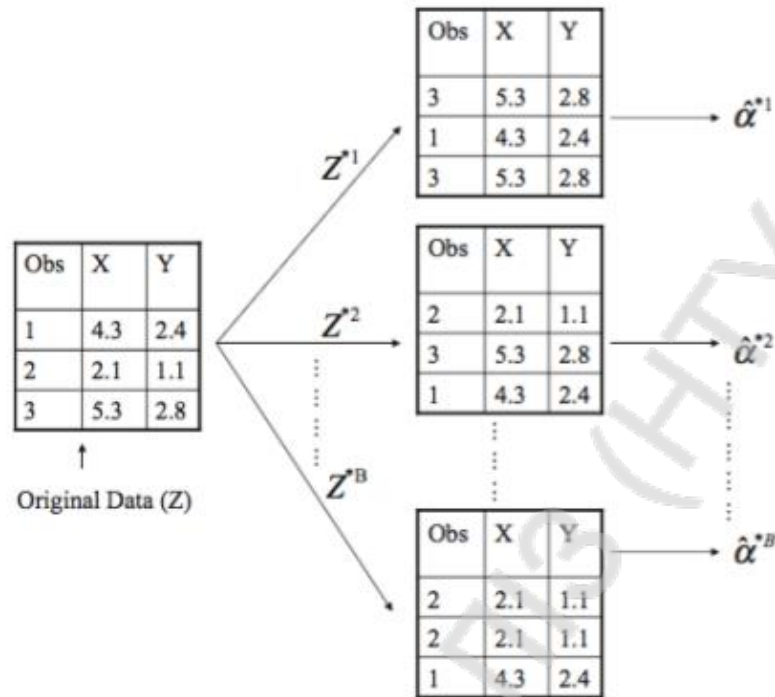 Obs X Y
3 5.3 2.8
1 4.3 2.4
3 5.3 2.8
α̂*1
Z*1
Obs X Y
1 4.3 2.4
2 2.1 1.1
3 5.3 2.8
Original Data (Z)
Z*2
Obs X Y
2 2.1 1.1
3 5.3 2.8
1 4.3 2.4
α̂*2
Z*B
Obs X Y
2 2.1 1.1
2 2.1 1.1
1 4.3 2.4
α̂*B
ПІЗ (НТУ